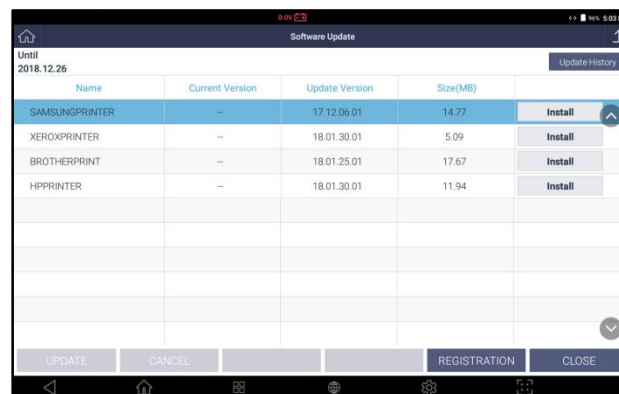 0.0V
96% 5:03
Software Update
Until
2018.12.26
Update History
Name Current Version Update Version Size(MB)
SAMSUNGPRINTER -- 17.12.06.01 14.77 Install
XEROXPRINTER -- 18.01.30.01 5.09 Install
BROTHERPRINT -- 18.01.25.01 17.67 Install
HPPRINTER -- 18.01.30.01 11.94 Install
UPDATE CANCEL REGISTRATION CLOSE